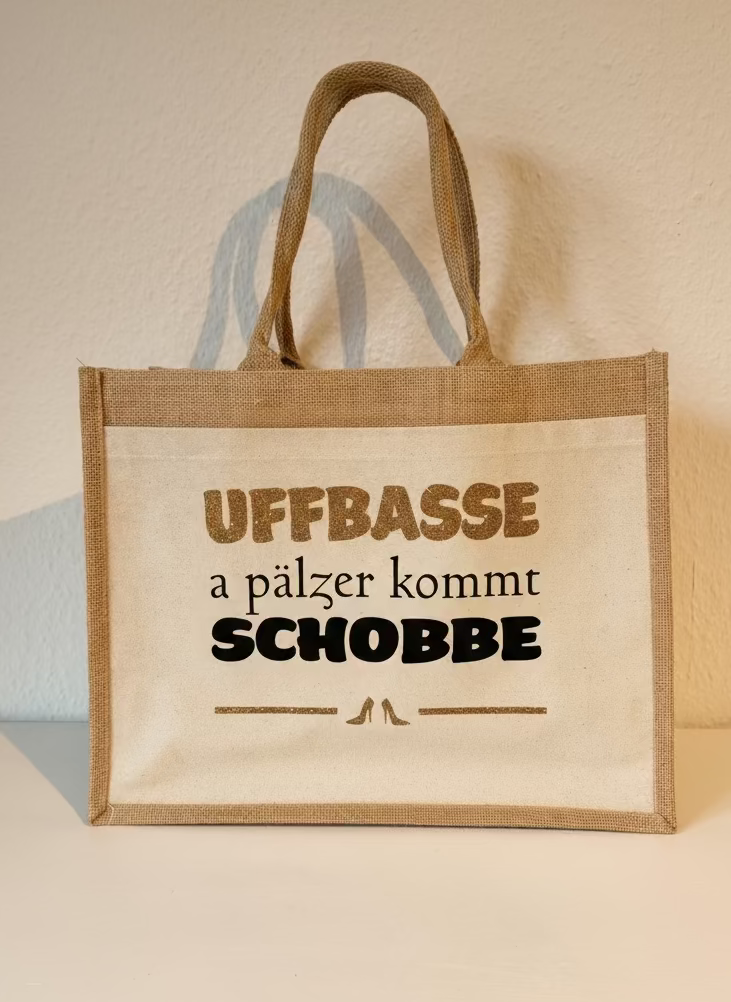 UFFBASSE
a pälzer kommt
SCHOBBE